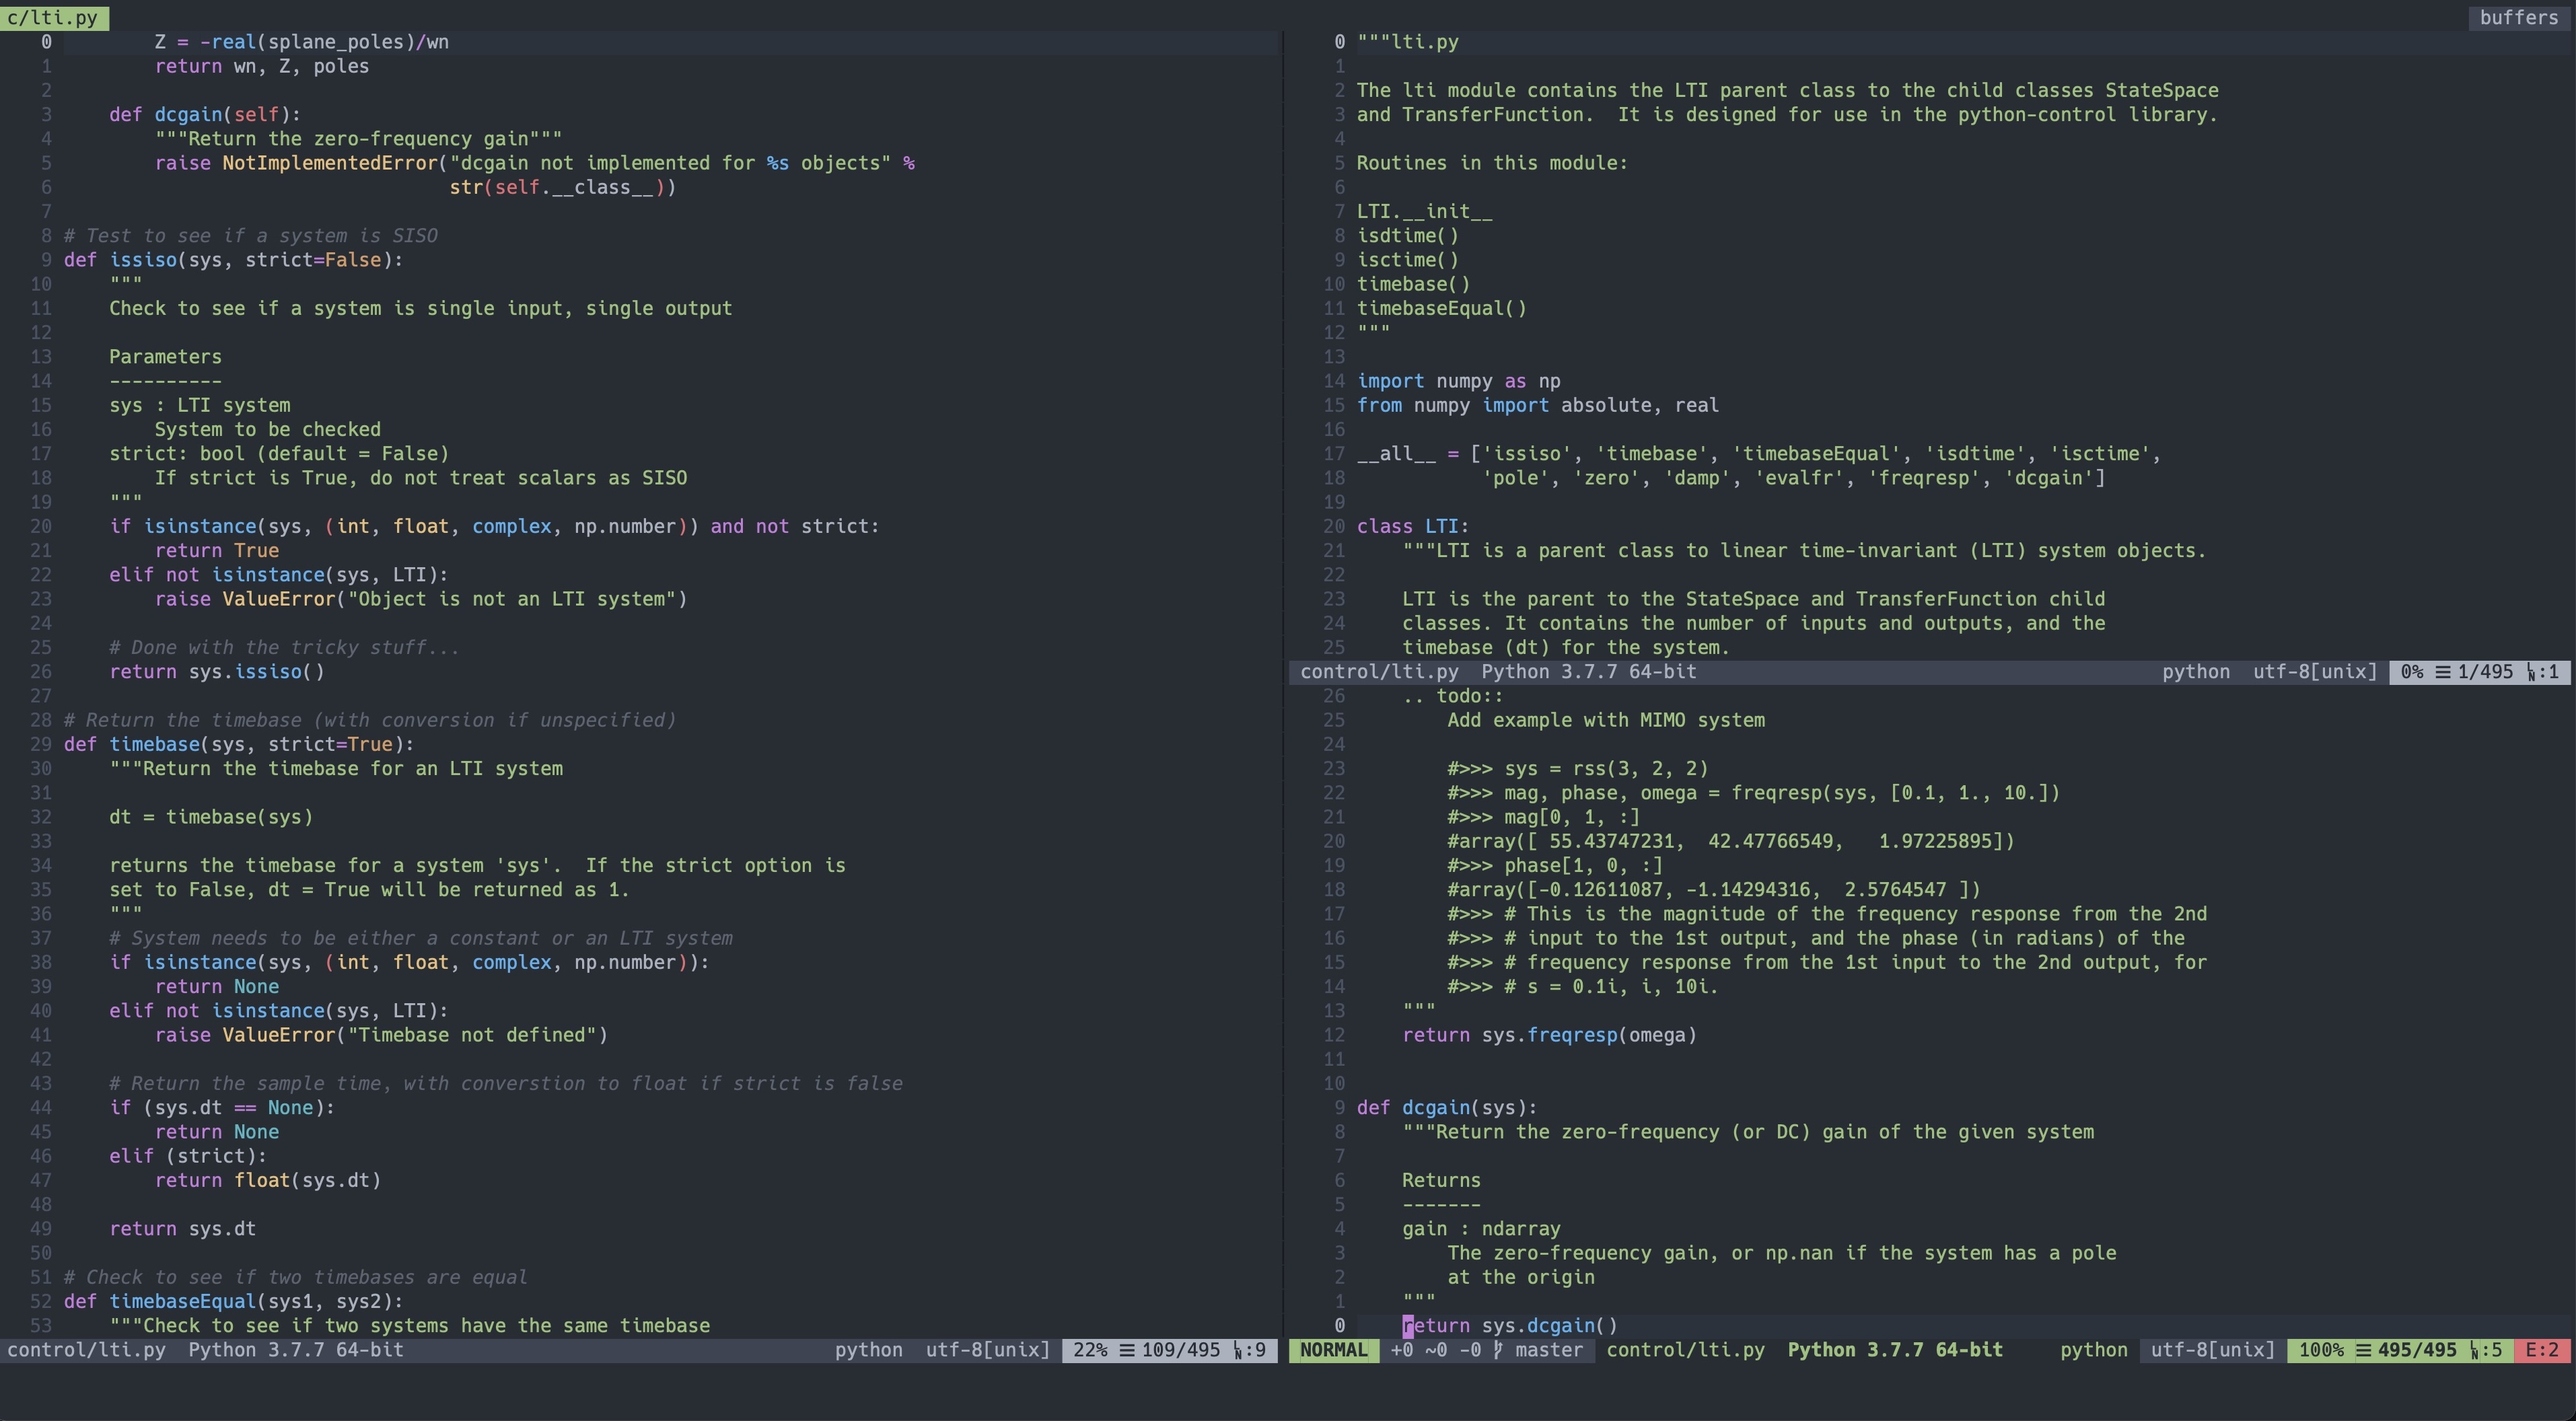 c/lti.py
buffers
0         Z = -real(splane_poles)/wn
1         return wn, Z, poles
2
3     def dcgain(self):
4         """Return the zero-frequency gain"""
5         raise NotImplementedError("dcgain not implemented for %s objects" %
6                                   str(self.__class__))
7
8 # Test to see if a system is SISO
9 def issiso(sys, strict=False):
10     """
11     Check to see if a system is single input, single output
12
13     Parameters
14     ----------
15     sys : LTI system
16         System to be checked
17     strict: bool (default = False)
18         If strict is True, do not treat scalars as SISO
19     """
20     if isinstance(sys, (int, float, complex, np.number)) and not strict:
21         return True
22     elif not isinstance(sys, LTI):
23         raise ValueError("Object is not an LTI system")
24
25     # Done with the tricky stuff...
26     return sys.issiso()
27
28 # Return the timebase (with conversion if unspecified)
29 def timebase(sys, strict=True):
30     """Return the timebase for an LTI system
31
32     dt = timebase(sys)
33
34     returns the timebase for a system 'sys'.  If the strict option is
35     set to False, dt = True will be returned as 1.
36     """
37     # System needs to be either a constant or an LTI system
38     if isinstance(sys, (int, float, complex, np.number)):
39         return None
40     elif not isinstance(sys, LTI):
41         raise ValueError("Timebase not defined")
42
43     # Return the sample time, with converstion to float if strict is false
44     if (sys.dt == None):
45         return None
46     elif (strict):
47         return float(sys.dt)
48
49     return sys.dt
50
51 # Check to see if two timebases are equal
52 def timebaseEqual(sys1, sys2):
53     """Check to see if two systems have the same timebase
control/lti.py  Python 3.7.7 64-bit  python  utf-8[unix]  22% ☰ 109/495 ㏑:9
0 """lti.py
1
2 The lti module contains the LTI parent class to the child classes StateSpace
3 and TransferFunction.  It is designed for use in the python-control library.
4
5 Routines in this module:
6
7 LTI.__init__
8 isdtime()
9 isctime()
10 timebase()
11 timebaseEqual()
12 """
13
14 import numpy as np
15 from numpy import absolute, real
16
17 __all__ = ['issiso', 'timebase', 'timebaseEqual', 'isdtime', 'isctime',
18            'pole', 'zero', 'damp', 'evalfr', 'freqresp', 'dcgain']
19
20 class LTI:
21     """LTI is a parent class to linear time-invariant (LTI) system objects.
22
23     LTI is the parent to the StateSpace and TransferFunction child
24     classes. It contains the number of inputs and outputs, and the
25     timebase (dt) for the system.
control/lti.py  Python 3.7.7 64-bit  python  utf-8[unix]  0% ☰ 1/495 ㏑:1
26     .. todo::
25         Add example with MIMO system
24
23         #>>> sys = rss(3, 2, 2)
22         #>>> mag, phase, omega = freqresp(sys, [0.1, 1., 10.])
21         #>>> mag[0, 1, :]
20         #array([ 55.43747231,  42.47766549,   1.97225895])
19         #>>> phase[1, 0, :]
18         #array([-0.12611087, -1.14294316,  2.5764547 ])
17         #>>> # This is the magnitude of the frequency response from the 2nd
16         #>>> # input to the 1st output, and the phase (in radians) of the
15         #>>> # frequency response from the 1st input to the 2nd output, for
14         #>>> # s = 0.1i, i, 10i.
13     """
12     return sys.freqresp(omega)
11
10
9 def dcgain(sys):
8     """Return the zero-frequency (or DC) gain of the given system
7
6     Returns
5     -------
4     gain : ndarray
3         The zero-frequency gain, or np.nan if the system has a pole
2         at the origin
1     """
0     return sys.dcgain()
NORMAL  +0 ~0 -0 master  control/lti.py  Python 3.7.7 64-bit  python  utf-8[unix]  100% ☰ 495/495 ㏑:5  E:2